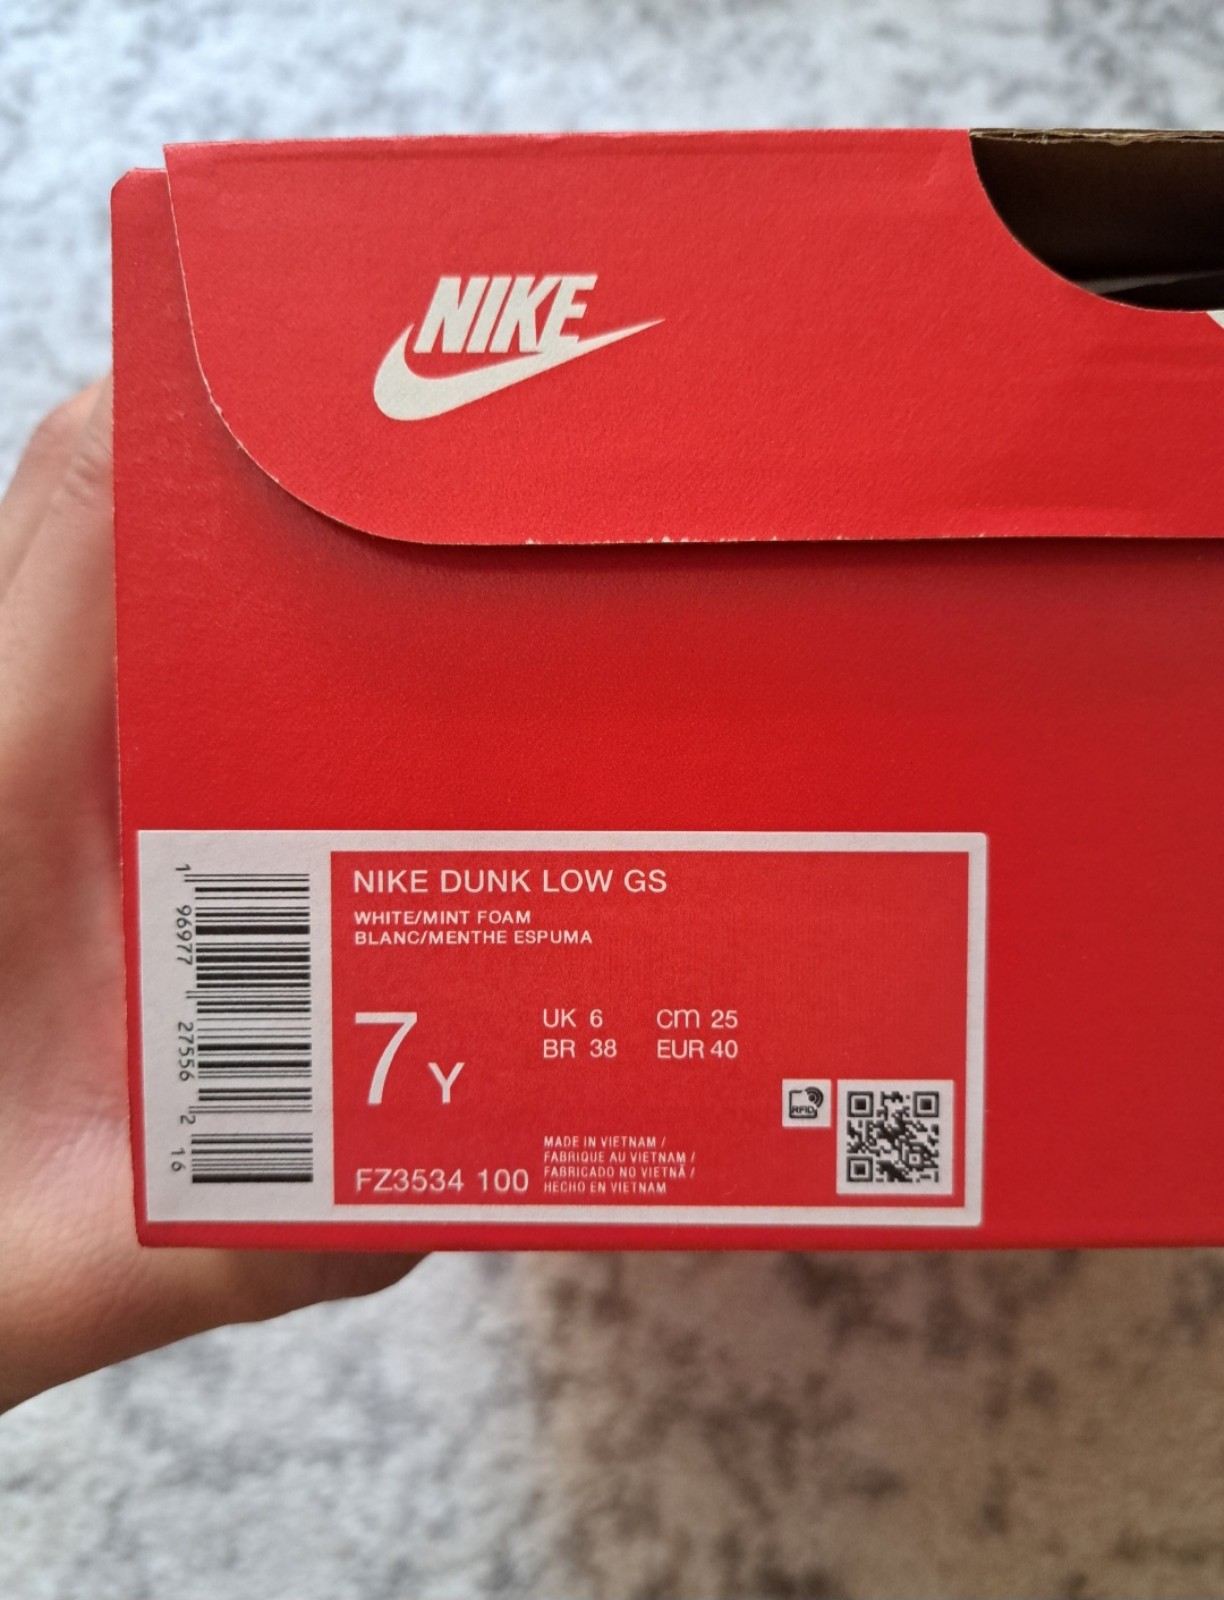 NIKE
NIKE DUNK LOW GS
WHITE/MINT FOAM
BLANC/MENTHE ESPUMA
7 Y
UK 6 cm 25
BR 38 EUR 40
RFID
MADE IN VIETNAM /
FABRIQUE AU VIETNAM /
FABRICADO NO VIETNÃ /
HECHO EN VIETNAM
FZ3534 100
1 96977 27556 2 16